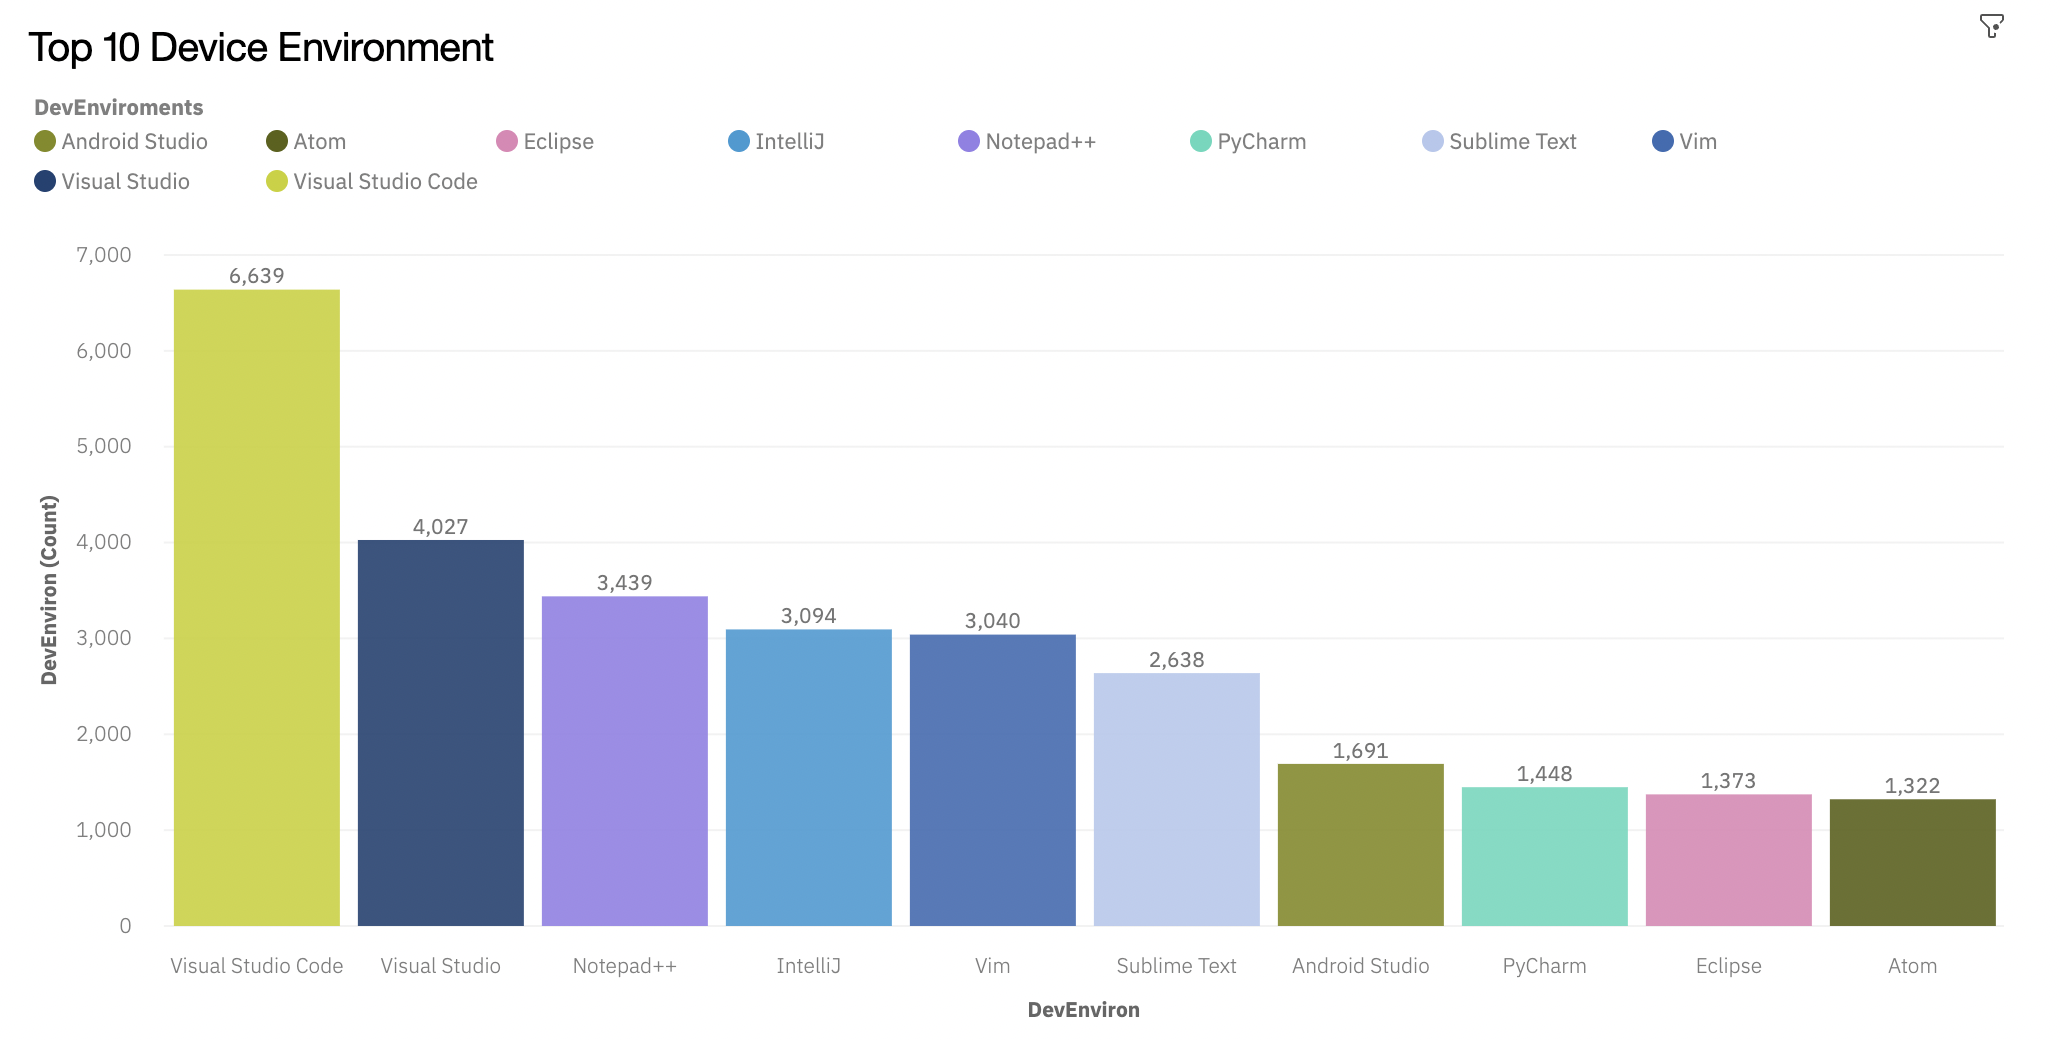 Top 10 Device Environment
DevEnviroments
Android Studio Atom Eclipse IntelliJ Notepad++ PyCharm Sublime Text Vim
Visual Studio Visual Studio Code
7,000
6,000
5,000
4,000
3,000
2,000
1,000
0
DevEnviron (Count)
6,639
4,027
3,439
3,094
3,040
2,638
1,691
1,448
1,373
1,322
Visual Studio Code Visual Studio Notepad++ IntelliJ Vim Sublime Text Android Studio PyCharm Eclipse Atom
DevEnviron